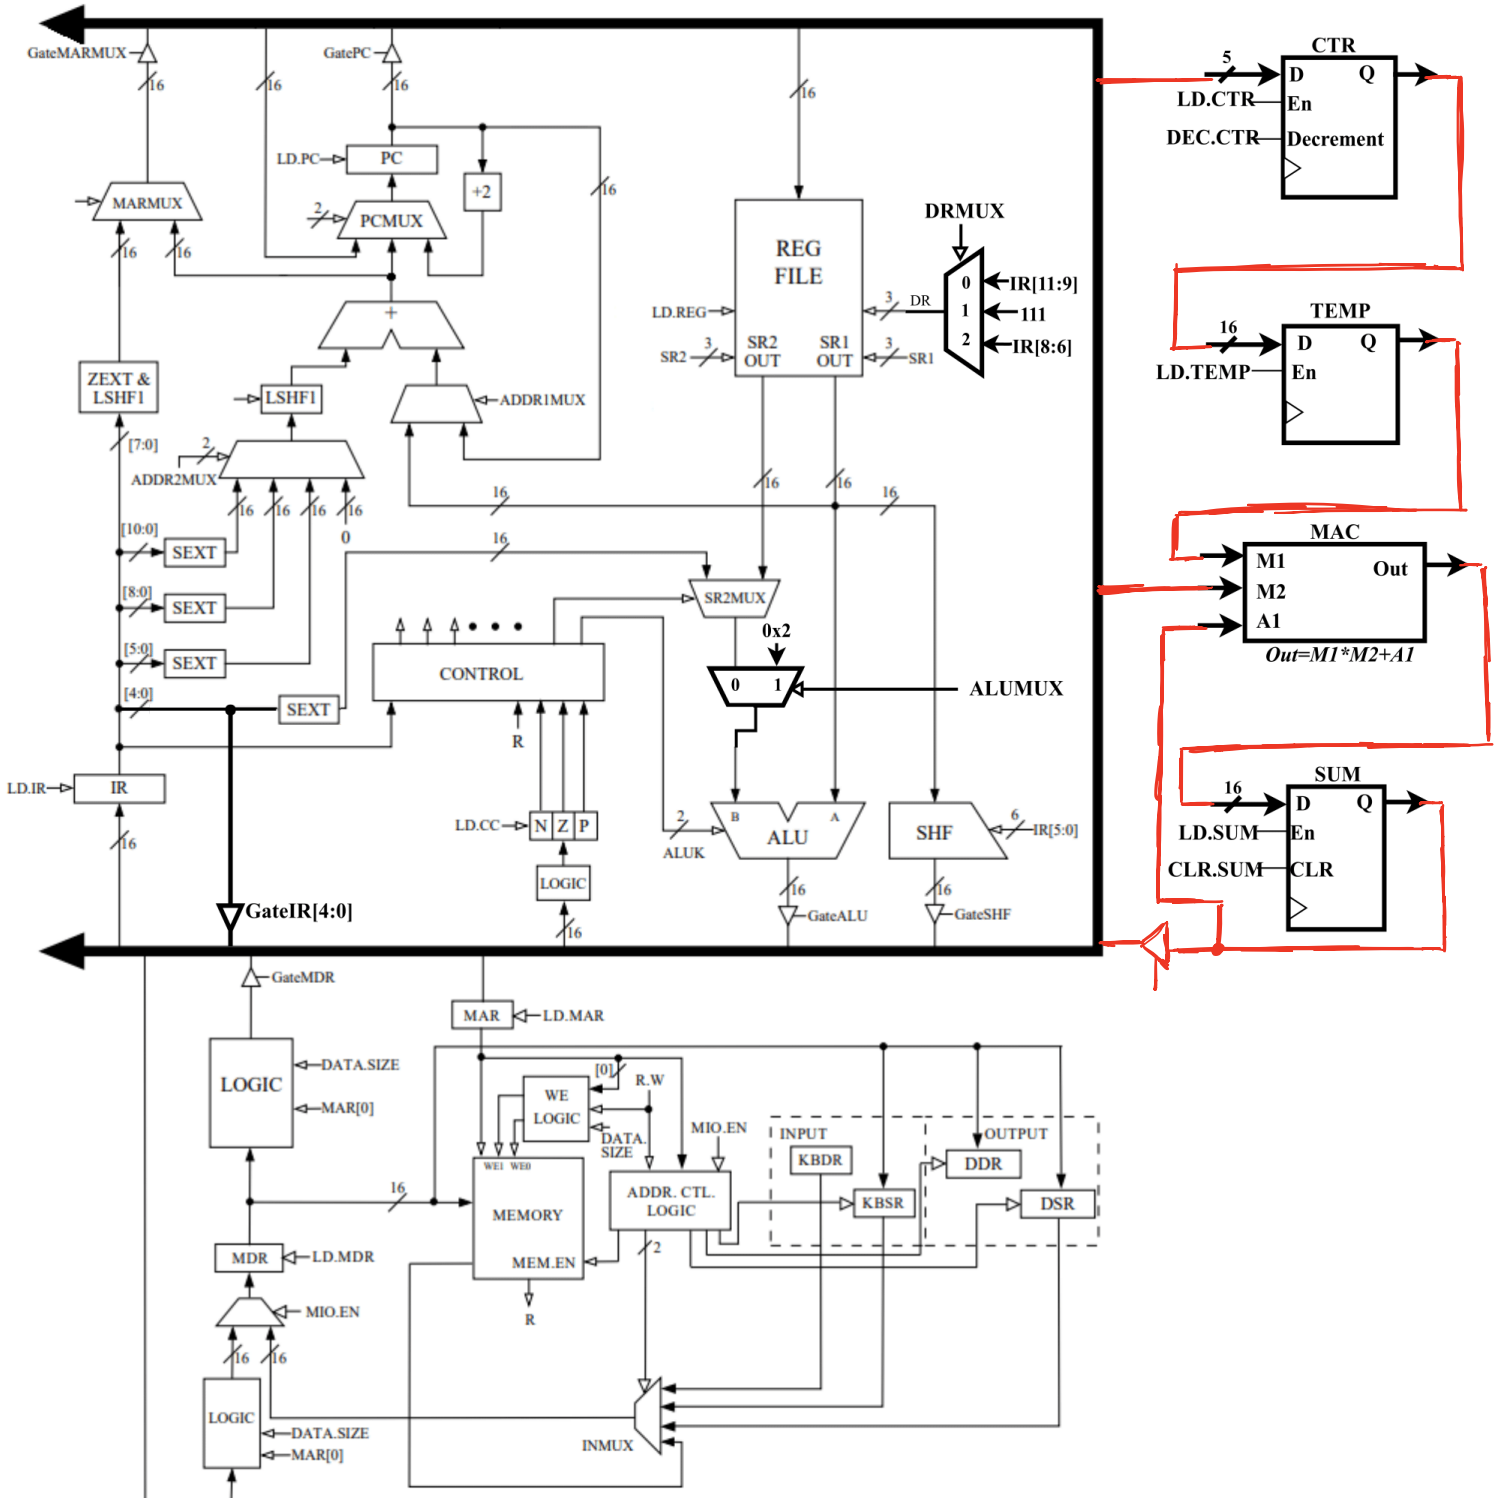 GateMARMUX
16
16
GatePC
16
16
LD.PC
PC
+2
16
MARMUX
2
PCMUX
16
16
+
ZEXT &
LSHF1
LSHF1
ADDR1MUX
[7:0]
2
ADDR2MUX
16
16
16
16
0
[10:0]
SEXT
[8:0]
SEXT
[5:0]
SEXT
[4:0]
SEXT
16
16
16
16
16
REG
FILE
LD.REG
SR2
3
SR2
OUT
SR1
OUT
3
DR
3
SR1
DRMUX
0
1
2
IR[11:9]
111
IR[8:6]
SR2MUX
0x2
0
1
ALUMUX
CONTROL
R
LD.IR
IR
16
GateIR[4:0]
LD.CC
N Z P
LOGIC
16
2
ALUK
B
A
ALU
16
GateALU
SHF
6
IR[5:0]
16
GateSHF
CTR
5
D
Q
LD.CTR
En
DEC.CTR
Decrement
TEMP
16
D
Q
LD.TEMP
En
MAC
M1
M2
A1
Out
Out=M1*M2+A1
SUM
16
D
Q
LD.SUM
En
CLR.SUM
CLR
GateMDR
LOGIC
DATA.SIZE
MAR[0]
MAR
LD.MAR
[0]
R.W
WE
LOGIC
DATA.
SIZE
MIO.EN
WE1 WE0
MEMORY
MEM.EN
R
ADDR. CTL.
LOGIC
2
INPUT
KBDR
KBSR
OUTPUT
DDR
DSR
16
MDR
LD.MDR
MIO.EN
16
16
LOGIC
DATA.SIZE
MAR[0]
INMUX